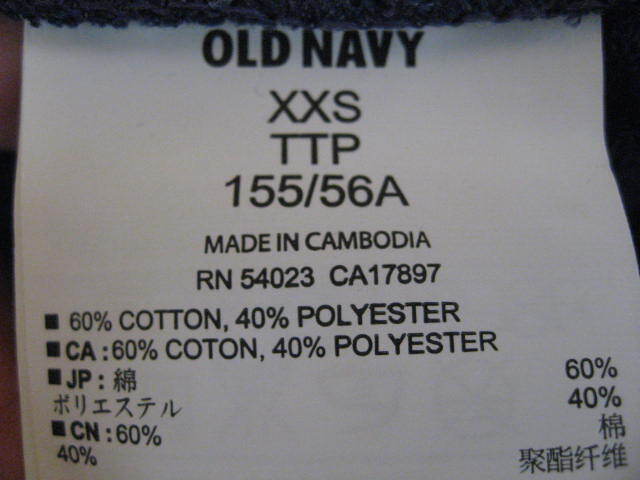 OLD NAVY
XXS
TTP
155/56A
MADE IN CAMBODIA
RN 54023 CA17897
■ 60% COTTON, 40% POLYESTER
■ CA : 60% COTON, 40% POLYESTER
■ JP : 綿 60%
ポリエステル 40%
■ CN : 60% 棉
40% 聚酯纤维